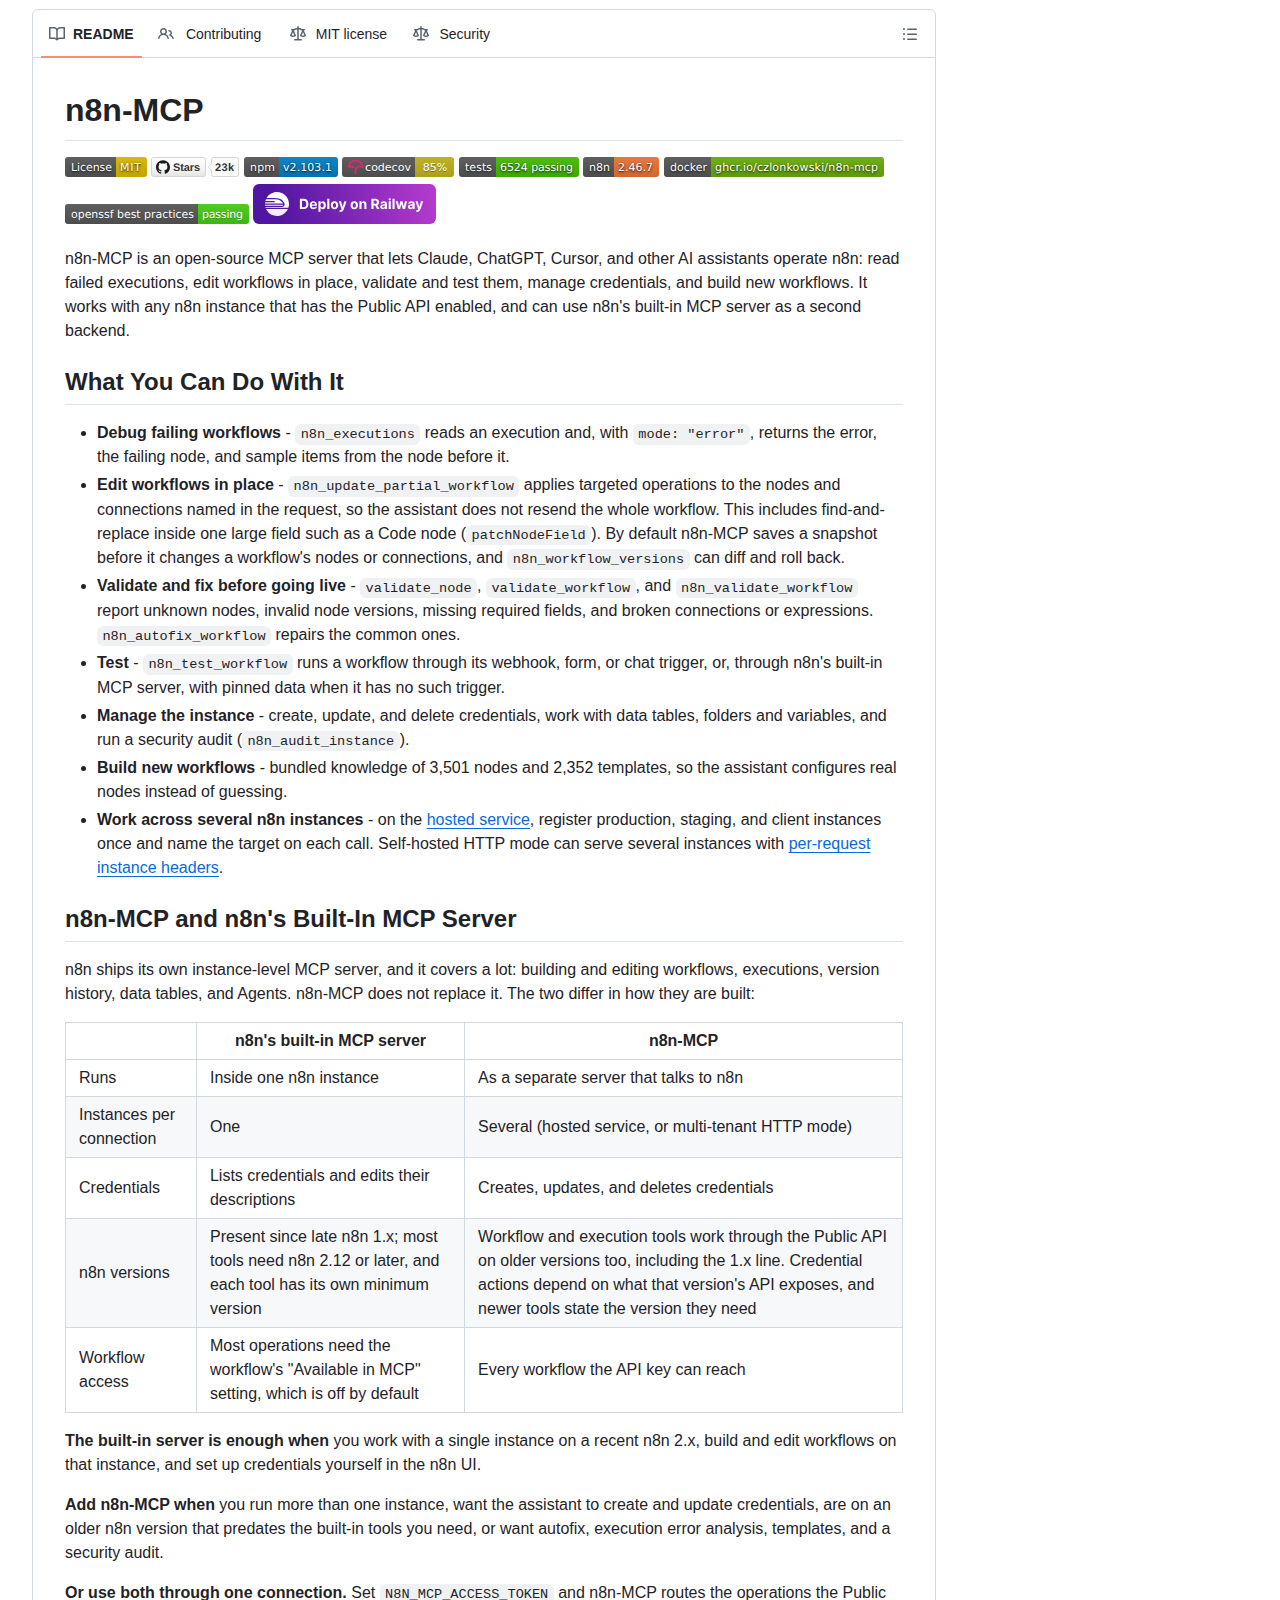 README Contributing MIT license Security
n8n-MCP
License MIT Stars 23k npm v2.103.1 codecov 85% tests 6524 passing n8n 2.46.7 docker ghcr.io/czlonkowski/n8n-mcp
openssf best practices passing Deploy on Railway
n8n-MCP is an open-source MCP server that lets Claude, ChatGPT, Cursor, and other AI assistants operate n8n: read
failed executions, edit workflows in place, validate and test them, manage credentials, and build new workflows. It
works with any n8n instance that has the Public API enabled, and can use n8n's built-in MCP server as a second
backend.
What You Can Do With It
• Debug failing workflows - n8n_executions reads an execution and, with mode: "error", returns the error,
the failing node, and sample items from the node before it.
• Edit workflows in place - n8n_update_partial_workflow applies targeted operations to the nodes and
connections named in the request, so the assistant does not resend the whole workflow. This includes find-and-
replace inside one large field such as a Code node (patchNodeField). By default n8n-MCP saves a snapshot
before it changes a workflow's nodes or connections, and n8n_workflow_versions can diff and roll back.
• Validate and fix before going live - validate_node, validate_workflow, and n8n_validate_workflow
report unknown nodes, invalid node versions, missing required fields, and broken connections or expressions.
n8n_autofix_workflow repairs the common ones.
• Test - n8n_test_workflow runs a workflow through its webhook, form, or chat trigger, or, through n8n's built-in
MCP server, with pinned data when it has no such trigger.
• Manage the instance - create, update, and delete credentials, work with data tables, folders and variables, and
run a security audit (n8n_audit_instance).
• Build new workflows - bundled knowledge of 3,501 nodes and 2,352 templates, so the assistant configures real
nodes instead of guessing.
• Work across several n8n instances - on the hosted service, register production, staging, and client instances
once and name the target on each call. Self-hosted HTTP mode can serve several instances with per-request
instance headers.
n8n-MCP and n8n's Built-In MCP Server
n8n ships its own instance-level MCP server, and it covers a lot: building and editing workflows, executions, version
history, data tables, and Agents. n8n-MCP does not replace it. The two differ in how they are built:
n8n's built-in MCP server n8n-MCP
Runs Inside one n8n instance As a separate server that talks to n8n
Instances per
connection One Several (hosted service, or multi-tenant HTTP mode)
Credentials Lists credentials and edits their
descriptions Creates, updates, and deletes credentials
n8n versions Present since late n8n 1.x; most
tools need n8n 2.12 or later, and
each tool has its own minimum
version Workflow and execution tools work through the Public API
on older versions too, including the 1.x line. Credential
actions depend on what that version's API exposes, and
newer tools state the version they need
Workflow
access Most operations need the
workflow's "Available in MCP"
setting, which is off by default Every workflow the API key can reach
The built-in server is enough when you work with a single instance on a recent n8n 2.x, build and edit workflows on
that instance, and set up credentials yourself in the n8n UI.
Add n8n-MCP when you run more than one instance, want the assistant to create and update credentials, are on an
older n8n version that predates the built-in tools you need, or want autofix, execution error analysis, templates, and a
security audit.
Or use both through one connection. Set N8N_MCP_ACCESS_TOKEN and n8n-MCP routes the operations the Public